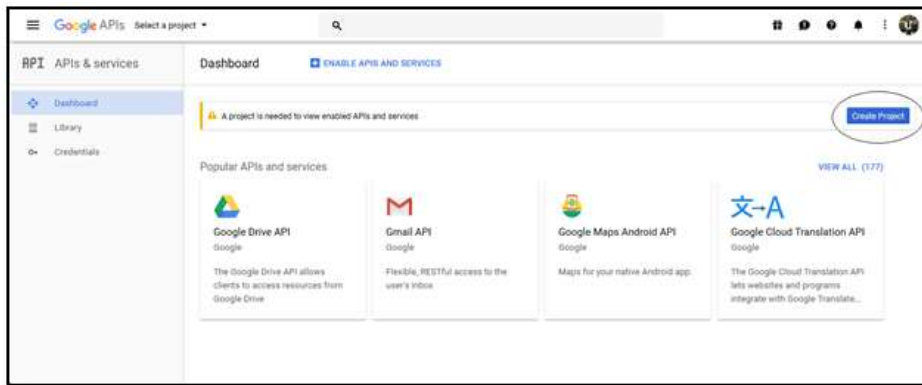 Google APIs Select a project
API APIs & services
Dashboard
ENABLE APIS AND SERVICES
Dashboard
Library
Credentials
A project is needed to view enabled APIs and services
Create Project
Popular APIs and services
VIEW ALL (177)
Google Drive API
Google
The Google Drive API allows
clients to access resources from
Google Drive
Gmail API
Google
Flexible, RESTful access to the
user's inbox
Google Maps Android API
Google
Maps for your native Android app.
文→A
Google Cloud Translation API
Google
The Google Cloud Translation API
lets websites and programs
integrate with Google Translate...